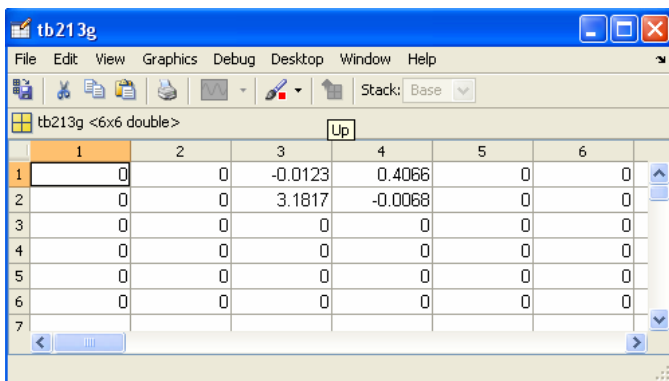 tb213g
File Edit View Graphics Debug Desktop Window Help
Stack: Base
tb213g <6x6 double>
Up
1 2 3 4 5 6
1 0 0 -0.0123 0.4066 0 0
2 0 0 3.1817 -0.0068 0 0
3 0 0 0 0 0 0
4 0 0 0 0 0 0
5 0 0 0 0 0 0
6 0 0 0 0 0 0
7